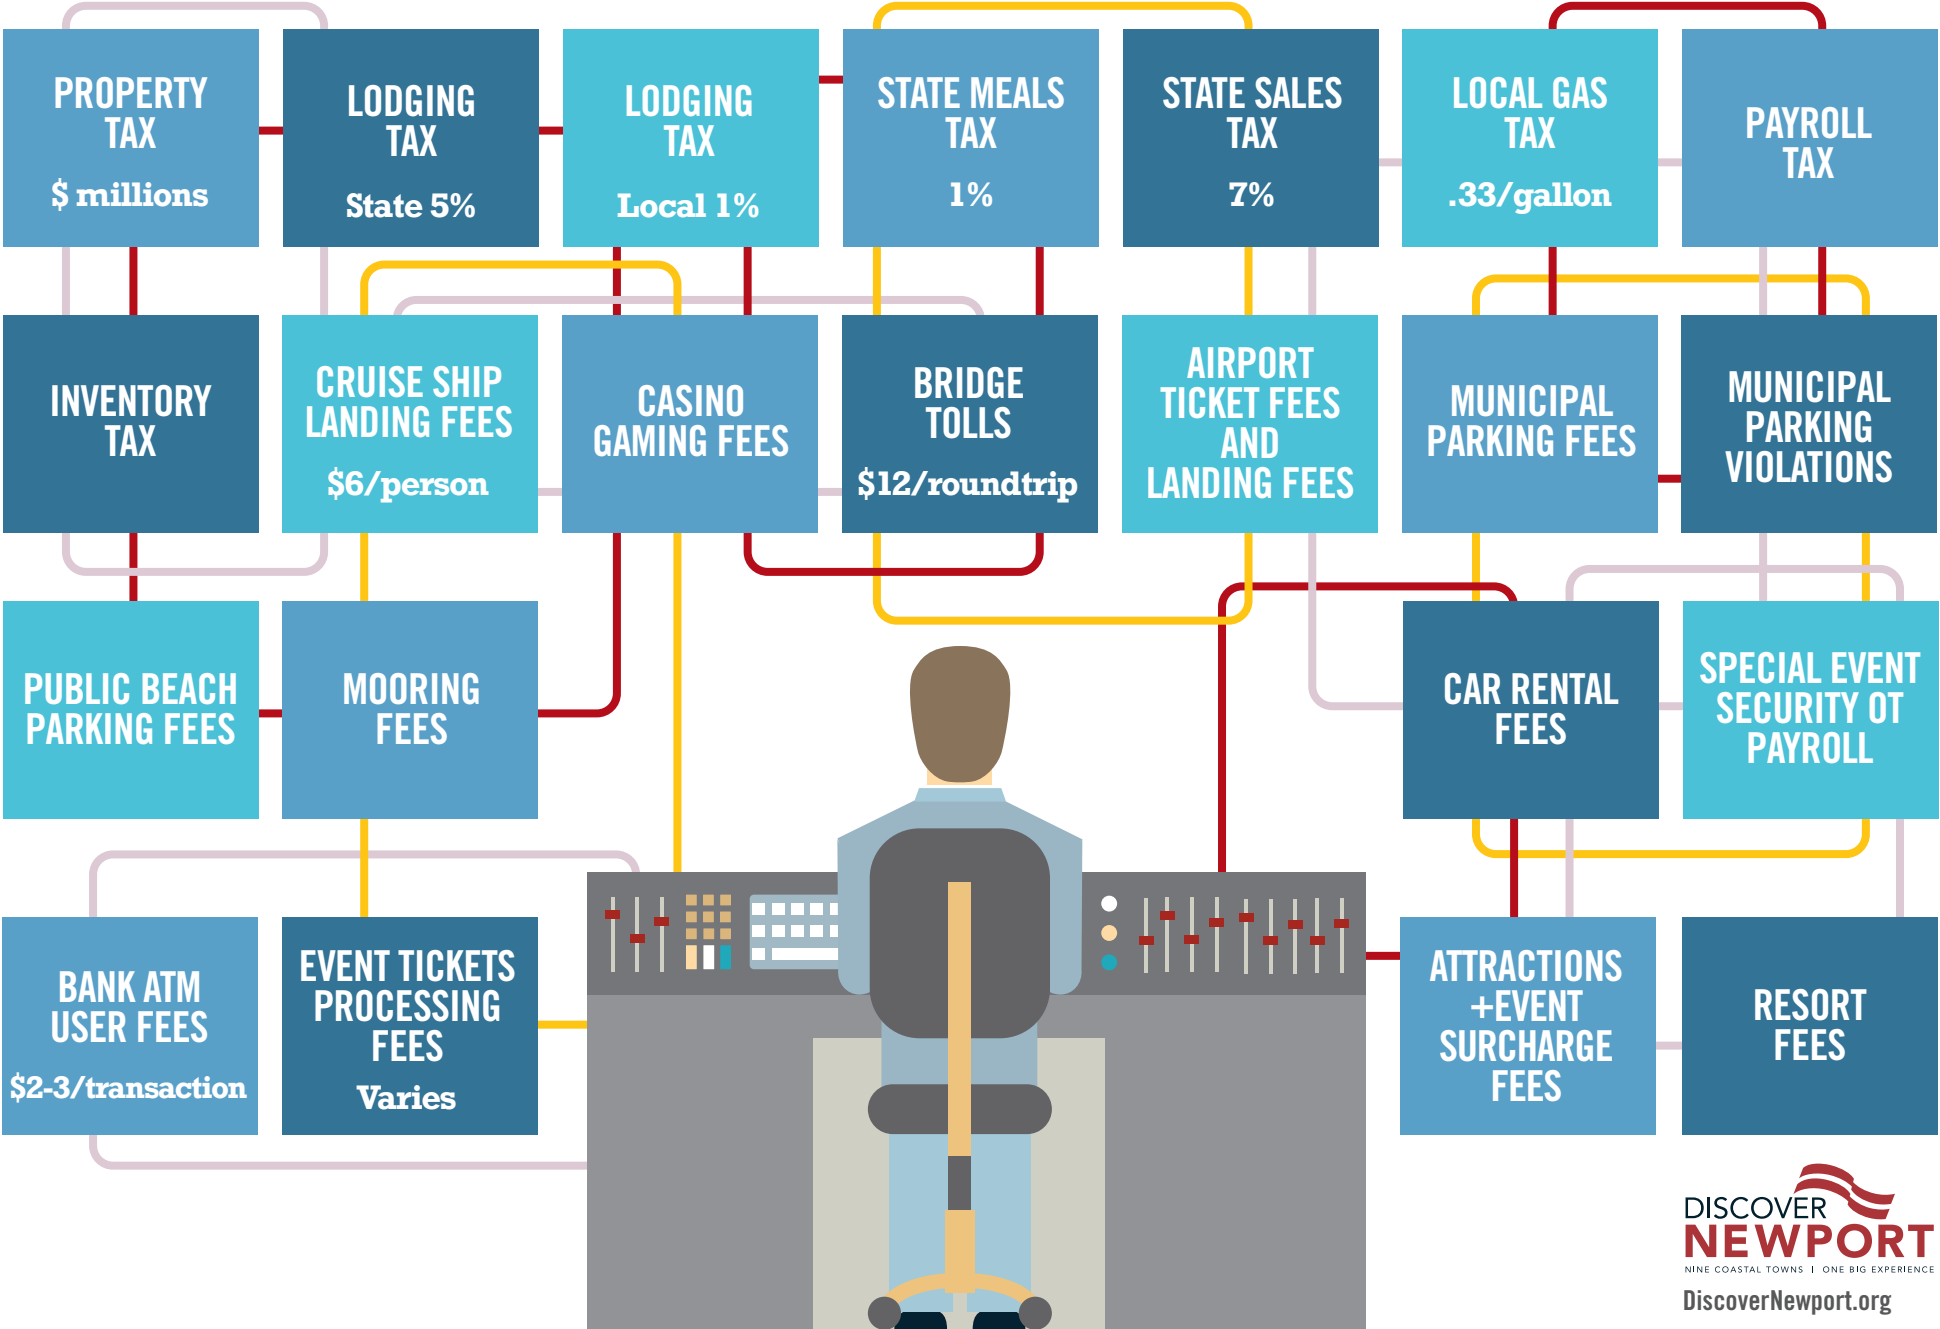 PROPERTY
TAX
$ millions
LODGING
TAX
State 5%
LODGING
TAX
Local 1%
STATE MEALS
TAX
1%
STATE SALES
TAX
7%
LOCAL GAS
TAX
.33/gallon
PAYROLL
TAX
INVENTORY
TAX
CRUISE SHIP
LANDING FEES
$6/person
CASINO
GAMING FEES
BRIDGE
TOLLS
$12/roundtrip
AIRPORT
TICKET FEES
AND
LANDING FEES
MUNICIPAL
PARKING FEES
MUNICIPAL
PARKING
VIOLATIONS
PUBLIC BEACH
PARKING FEES
MOORING
FEES
CAR RENTAL
FEES
SPECIAL EVENT
SECURITY OT
PAYROLL
BANK ATM
USER FEES
$2-3/transaction
EVENT TICKETS
PROCESSING
FEES
Varies
ATTRACTIONS
+EVENT
SURCHARGE
FEES
RESORT
FEES
DISCOVER
NEWPORT
NINE COASTAL TOWNS | ONE BIG EXPERIENCE
DiscoverNewport.org